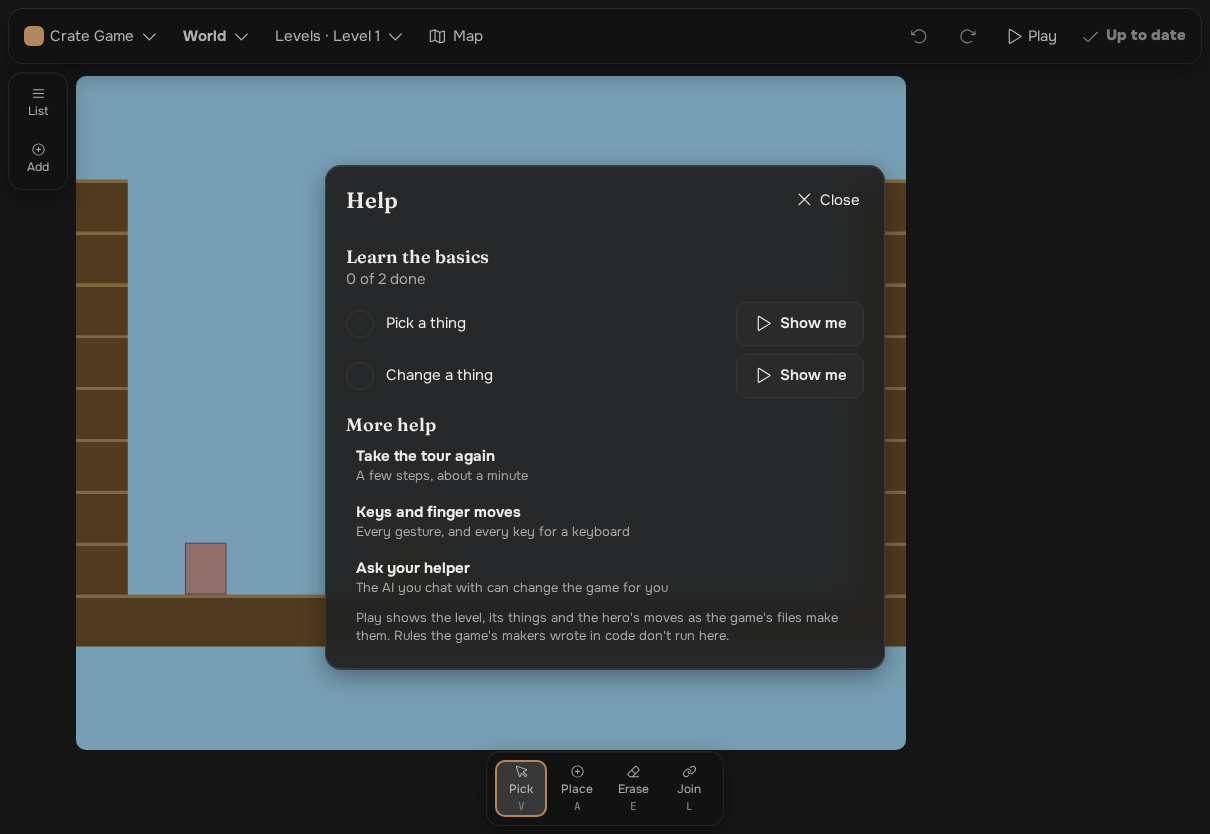 Crate Game
World
Levels · Level 1
Map
Play
Up to date
List
Add
Help
Close
Learn the basics
0 of 2 done
Pick a thing
Show me
Change a thing
Show me
More help
Take the tour again
A few steps, about a minute
Keys and finger moves
Every gesture, and every key for a keyboard
Ask your helper
The AI you chat with can change the game for you
Play shows the level, its things and the hero's moves as the game's files make
them. Rules the game's makers wrote in code don't run here.
Pick
Place
Erase
Join
V
A
E
L